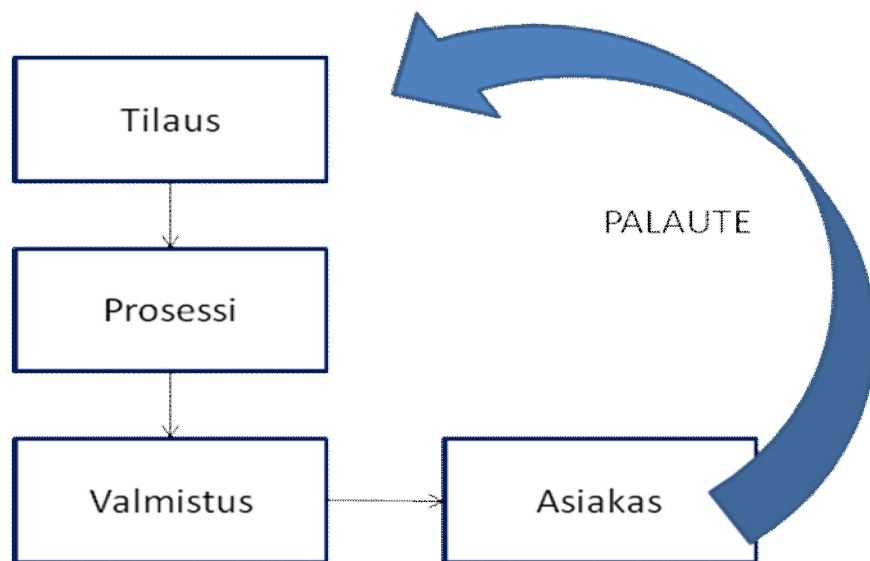 Tilaus
PALAUTE
Prosessi
Valmistus
Asiakas